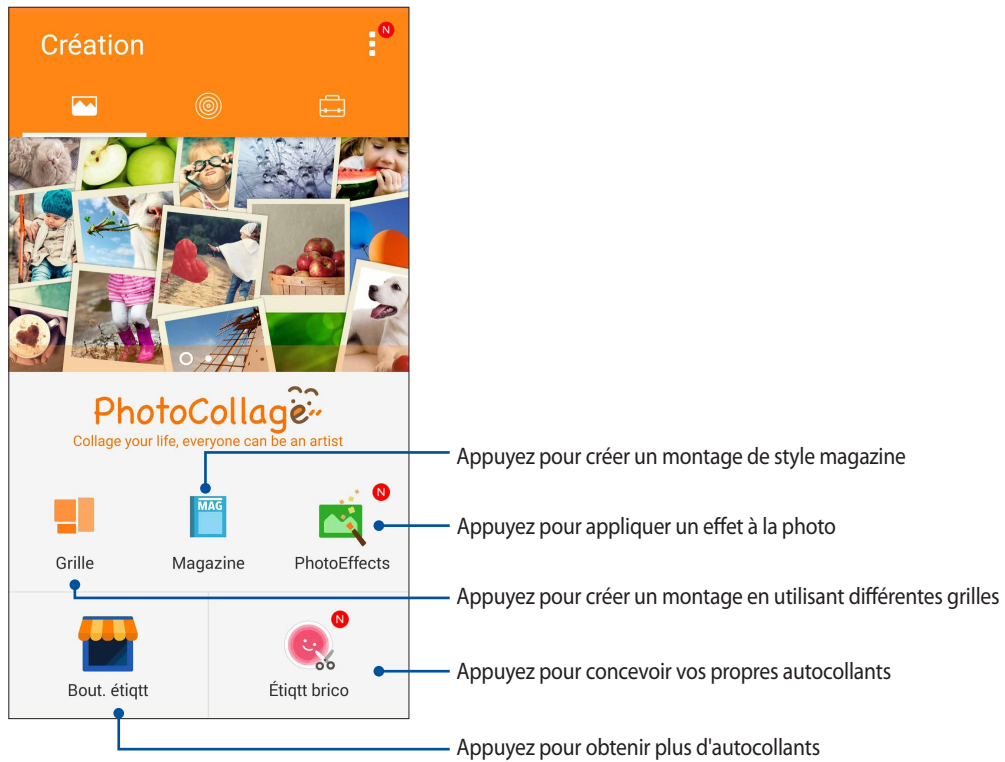 Création
N
PhotoCollage
Collage your life, everyone can be an artist
Appuyez pour créer un montage de style magazine
MAG
N
Appuyez pour appliquer un effet à la photo
Grille
Magazine
PhotoEffects
Appuyez pour créer un montage en utilisant différentes grilles
N
Appuyez pour concevoir vos propres autocollants
Bout. étiqtt
Étiqtt brico
Appuyez pour obtenir plus d'autocollants